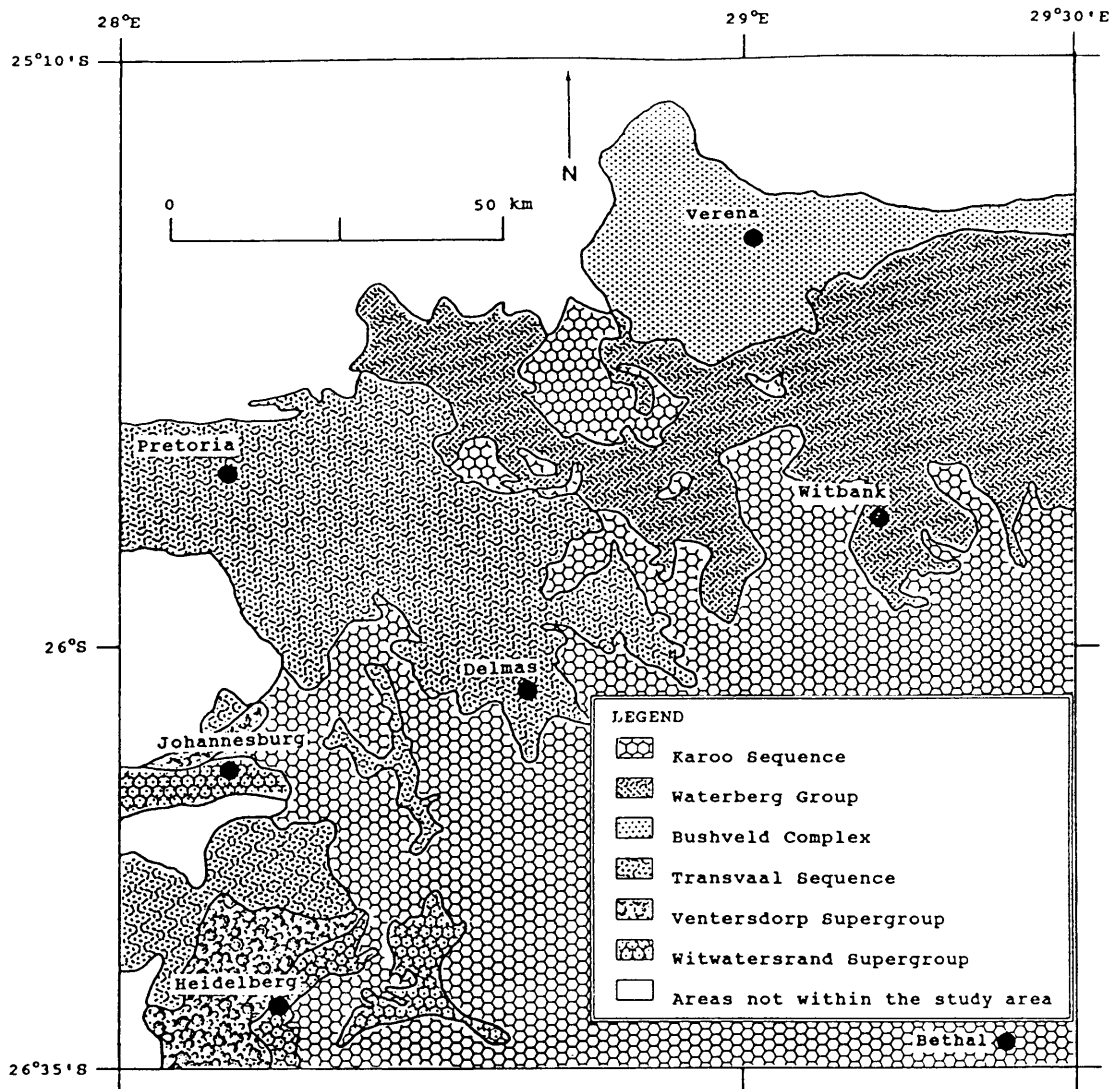 28°E
29°E
29°30'E
25°10'S
N
0
50 km
Verena
Pretoria
Witbank
26°S
Delmas
Johannesburg
LEGEND
Karoo Sequence
Waterberg Group
Bushveld Complex
Transvaal Sequence
Ventersdorp Supergroup
Witwatersrand Supergroup
Areas not within the study area
Heidelberg
Bethal
26°35'S